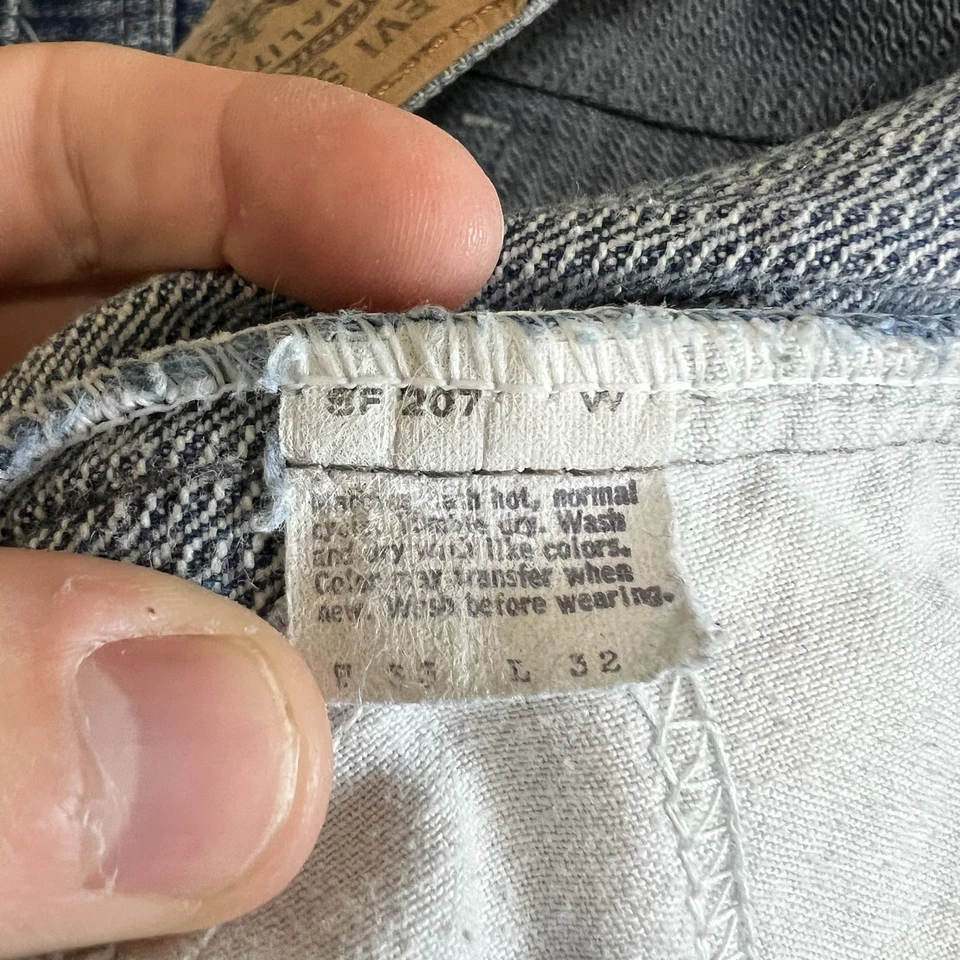 EVI
SF 207 W
hot, normal
dry. Wash
and dry with like colors.
Color may transfer when
new. Wash before wearing.
L 32